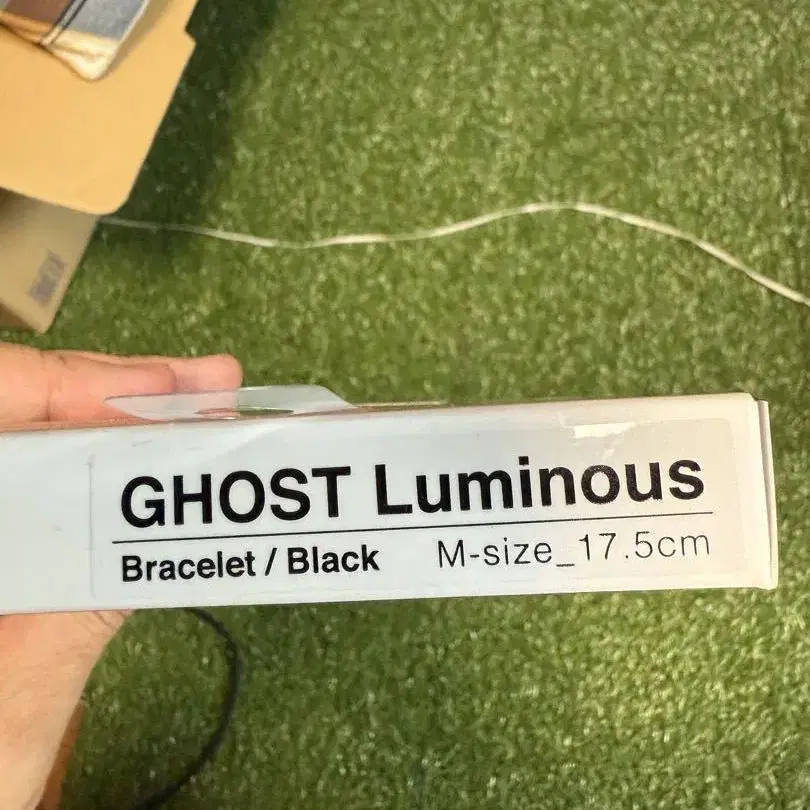 GHOST Luminous
Bracelet / Black M-size_17.5cm